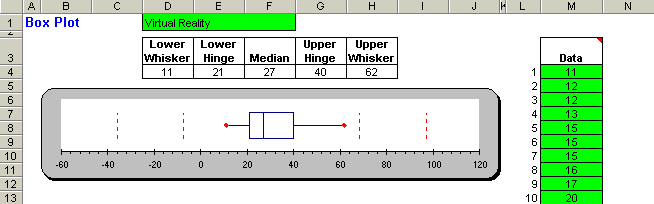 A B C D E F G H I J K L M N
1 Box Plot Virtual Reality
2
3 Lower Whisker Lower Hinge Median Upper Hinge Upper Whisker Data
4 11 21 27 40 62 1 11
5 2 12
6 3 12
7 4 13
8 5 15
9 6 15
10 7 15
11 -60 -40 -20 0 20 40 60 80 100 120 8 16
12 9 17
13 10 20